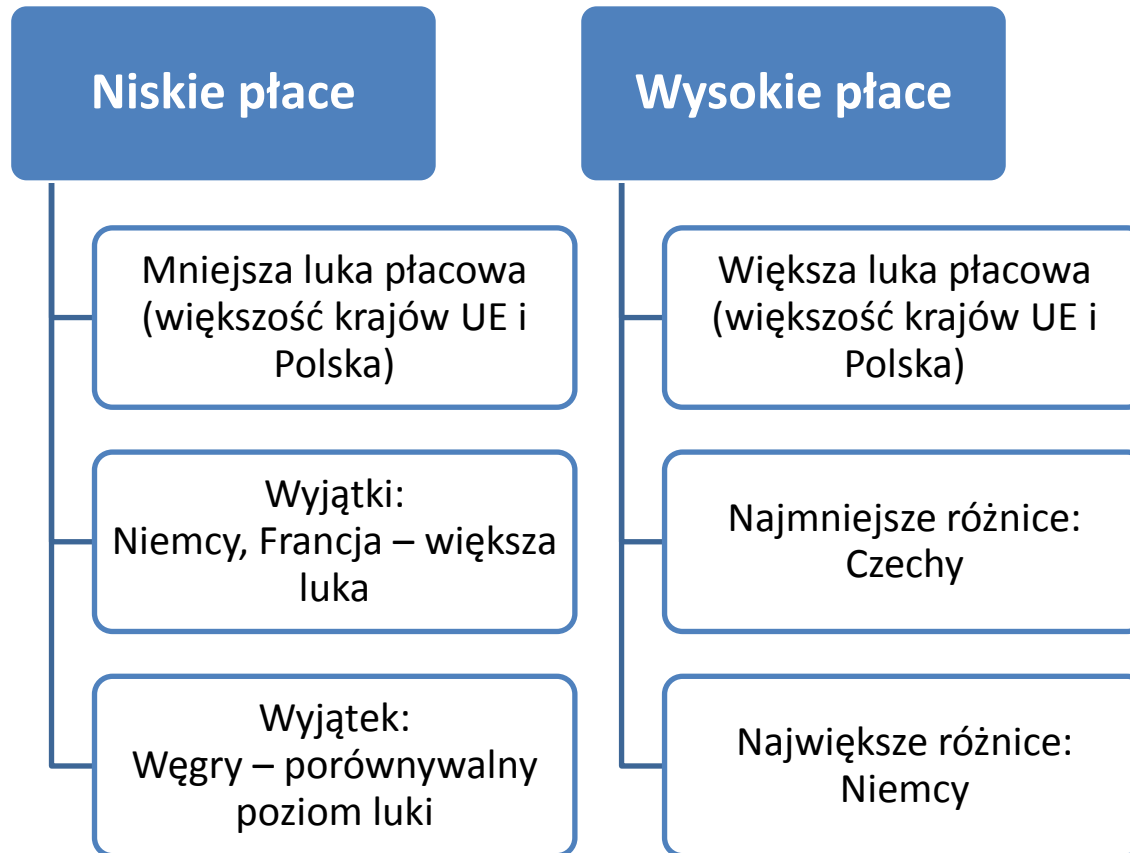 Niskie płace
Mniejsza luka płacowa
(większość krajów UE i
Polska)
Wyjątki:
Niemcy, Francja – większa
luka
Wyjątek:
Węgry – porównywalny
poziom luki
Wysokie płace
Większa luka płacowa
(większość krajów UE i
Polska)
Najmniejsze różnice:
Czechy
Największe różnice:
Niemcy